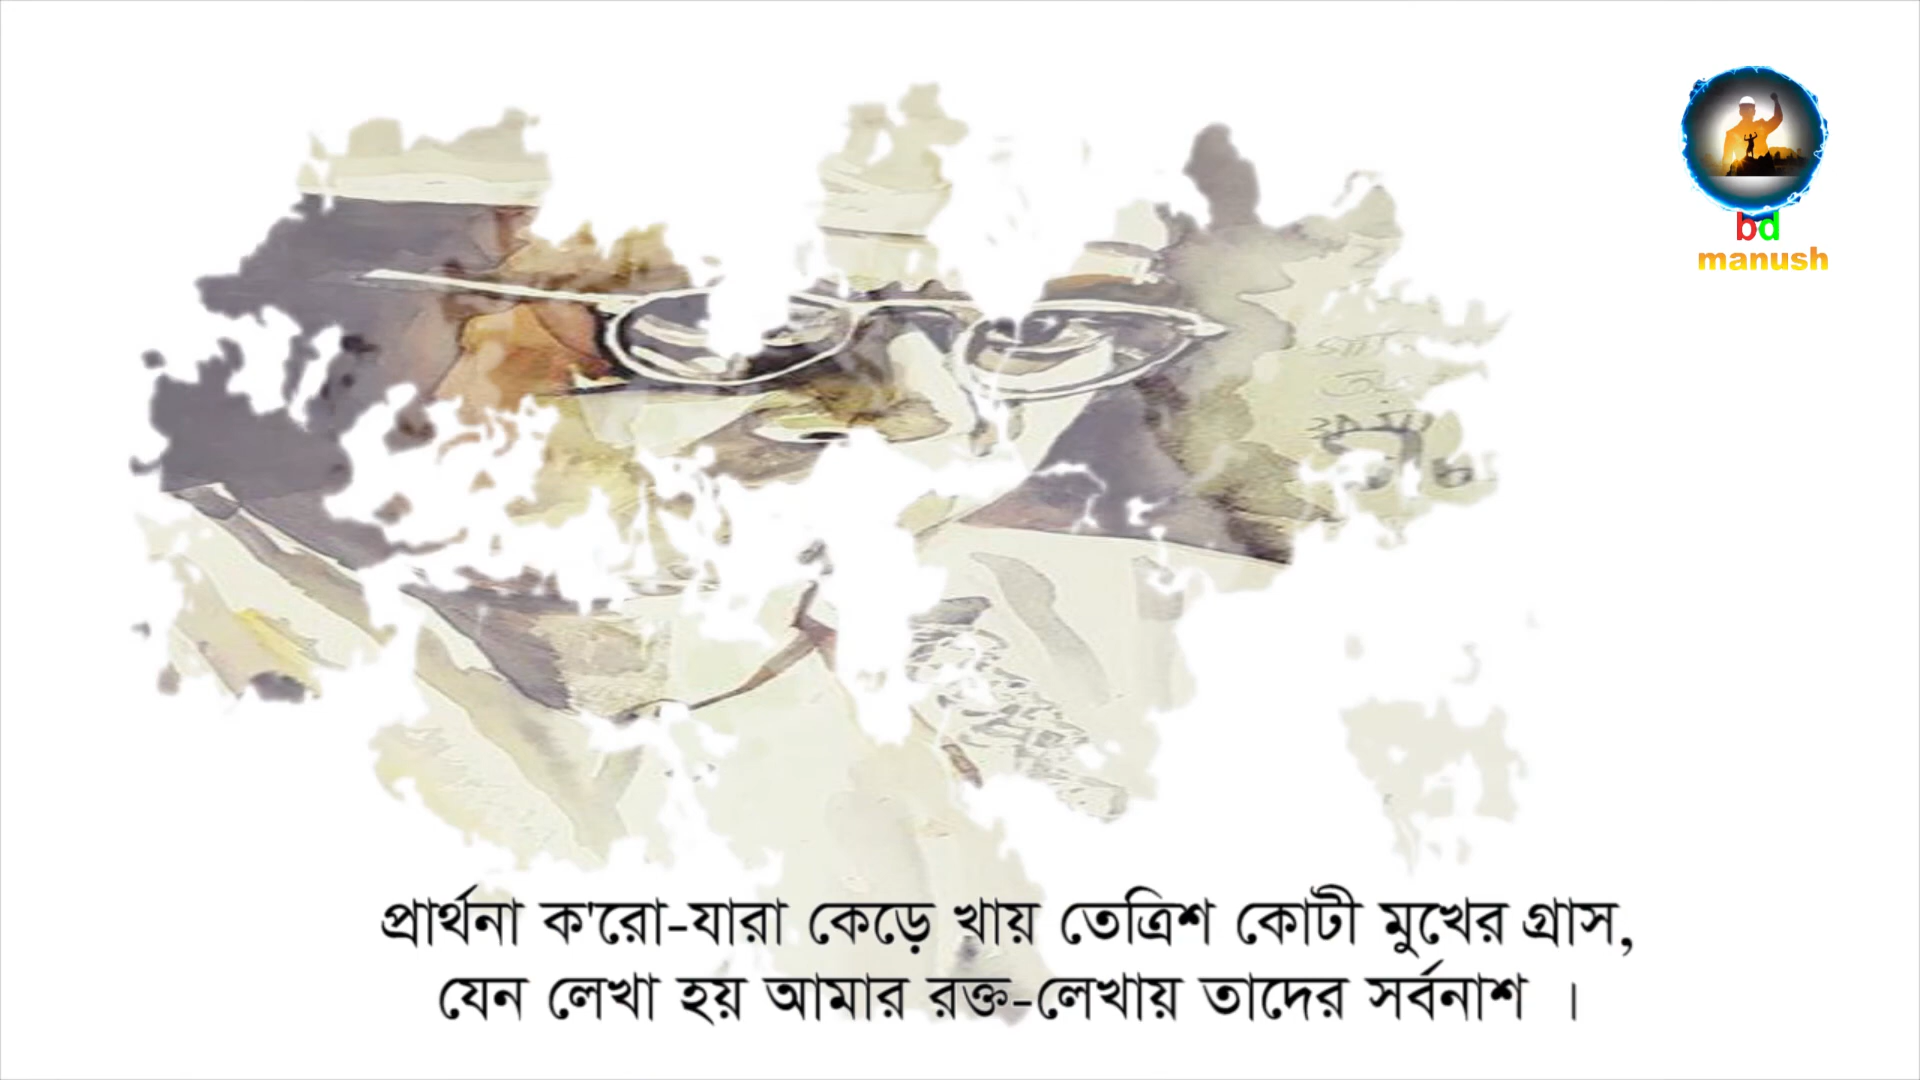 bd
manush
প্রার্থনা ক'রো-যারা কেড়ে খায় তেত্রিশ কোটী মুখের গ্রাস,
যেন লেখা হয় আমার রক্ত-লেখায় তাদের সর্বনাশ ।